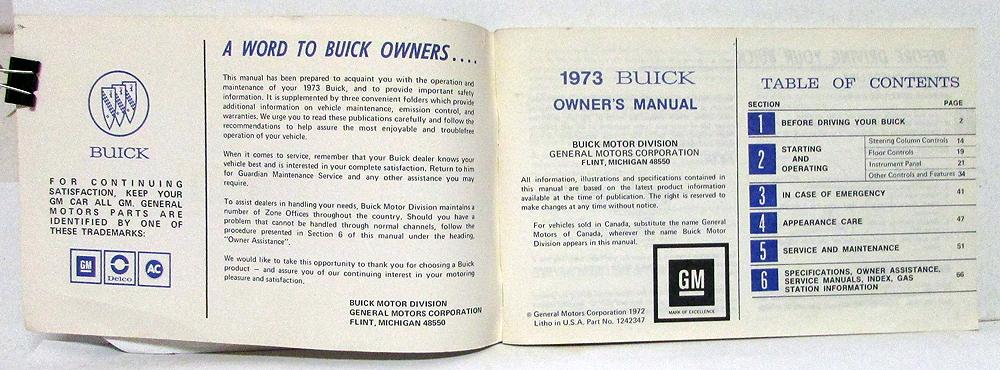 BUICK
FOR CONTINUING
SATISFACTION, KEEP YOUR
GM CAR ALL GM. GENERAL
MOTORS PARTS ARE
IDENTIFIED BY ONE OF
THESE TRADEMARKS:
GM Delco AC
A WORD TO BUICK OWNERS....
This manual has been prepared to acquaint you with the operation and
maintenance of your 1973 Buick, and to provide important safety
information. It is supplemented by three convenient folders which provide
additional information on vehicle maintenance, emission control, and
warranties. We urge you to read these publications carefully and follow the
recommendations to help assure the most enjoyable and troublefree
operation of your vehicle.
When it comes to service, remember that your Buick dealer knows your
vehicle best and is interested in your complete satisfaction. Return to him
for Guardian Maintenance Service and any other assistance you may
require.
To assist dealers in handling your needs, Buick Motor Division maintains a
number of Zone Offices throughout the country. Should you have a
problem that cannot be handled through normal channels, follow the
procedure presented in Section 6 of this manual under the heading,
"Owner Assistance".
We would like to take this opportunity to thank you for choosing a Buick
product — and assure you of our continuing interest in your motoring
pleasure and satisfaction.
BUICK MOTOR DIVISION
GENERAL MOTORS CORPORATION
FLINT, MICHIGAN 48550
1973 BUICK
OWNER'S MANUAL
BUICK MOTOR DIVISION
GENERAL MOTORS CORPORATION
FLINT, MICHIGAN 48550
All information, illustrations and specifications contained in
this manual are based on the latest product information
available at the time of publication. The right is reserved to
make changes at any time without notice.
For vehicles sold in Canada, substitute the name General
Motors of Canada, wherever the name Buick Motor
Division appears in this manual.
GM
MARK OF EXCELLENCE
© General Motors Corporation 1972
Litho in U.S.A. Part No. 1242347
TABLE OF CONTENTS
SECTION PAGE
1 BEFORE DRIVING YOUR BUICK 2
2 STARTING AND OPERATING
Steering Column Controls 14
Floor Controls 19
Instrument Panel 21
Other Controls and Features 34
3 IN CASE OF EMERGENCY 41
4 APPEARANCE CARE 47
5 SERVICE AND MAINTENANCE 51
6 SPECIFICATIONS, OWNER ASSISTANCE,
SERVICE MANUALS, INDEX, GAS 66
STATION INFORMATION